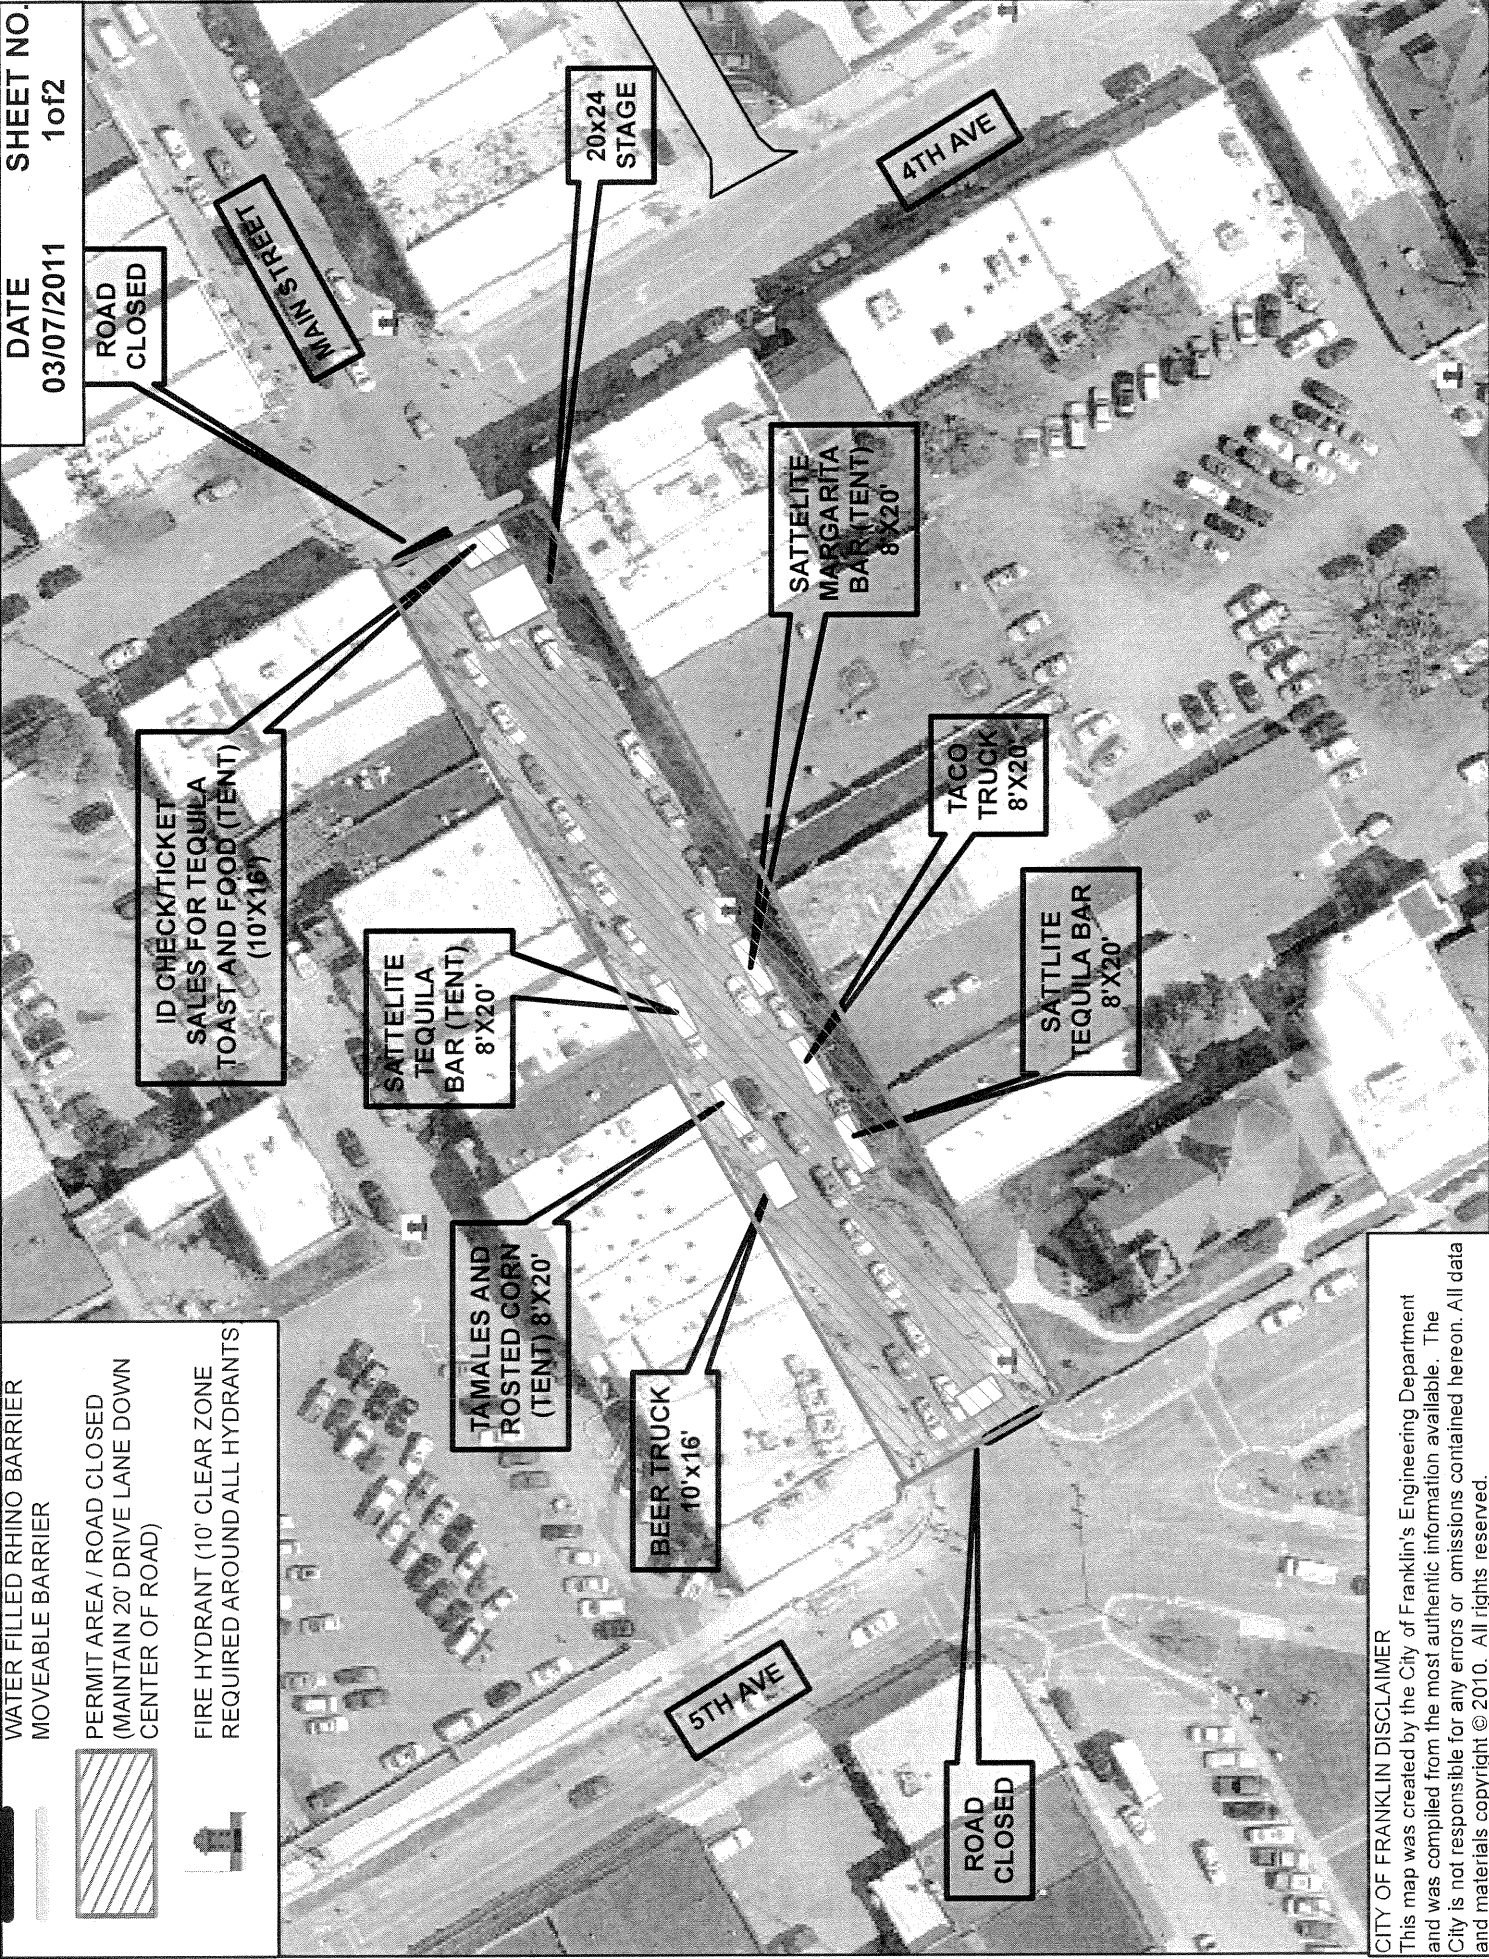 WATER FILLED RHINO BARRIER
MOVEABLE BARRIER
PERMIT AREA / ROAD CLOSED
(MAINTAIN 20' DRIVE LANE DOWN
CENTER OF ROAD)
FIRE HYDRANT (10' CLEAR ZONE
REQUIRED AROUND ALL HYDRANTS)
DATE
03/07/2011
SHEET NO.
1of2
ROAD
CLOSED
MAIN STREET
20x24
STAGE
4TH AVE
ID CHECK/TICKET
SALES FOR TEQUILA
TOAST AND FOOD (TENT)
(10'X16')
SATTELITE
TEQUILA
BAR (TENT)
8'X20'
SATTELITE
MARGARITA
BAR (TENT)
8'X20'
TACO
TRUCK
8'X20'
SATTLITE
TEQUILA BAR
8'X20'
TAMALES AND
ROSTED CORN
(TENT) 8'X20'
BEER TRUCK
10'x16'
5TH AVE
ROAD
CLOSED
CITY OF FRANKLIN DISCLAIMER
This map was created by the City of Franklin's Engineering Department
and was compiled from the most authentic information available. The
City is not responsible for any errors or omissions contained hereon. All data
and materials copyright © 2010. All rights reserved.